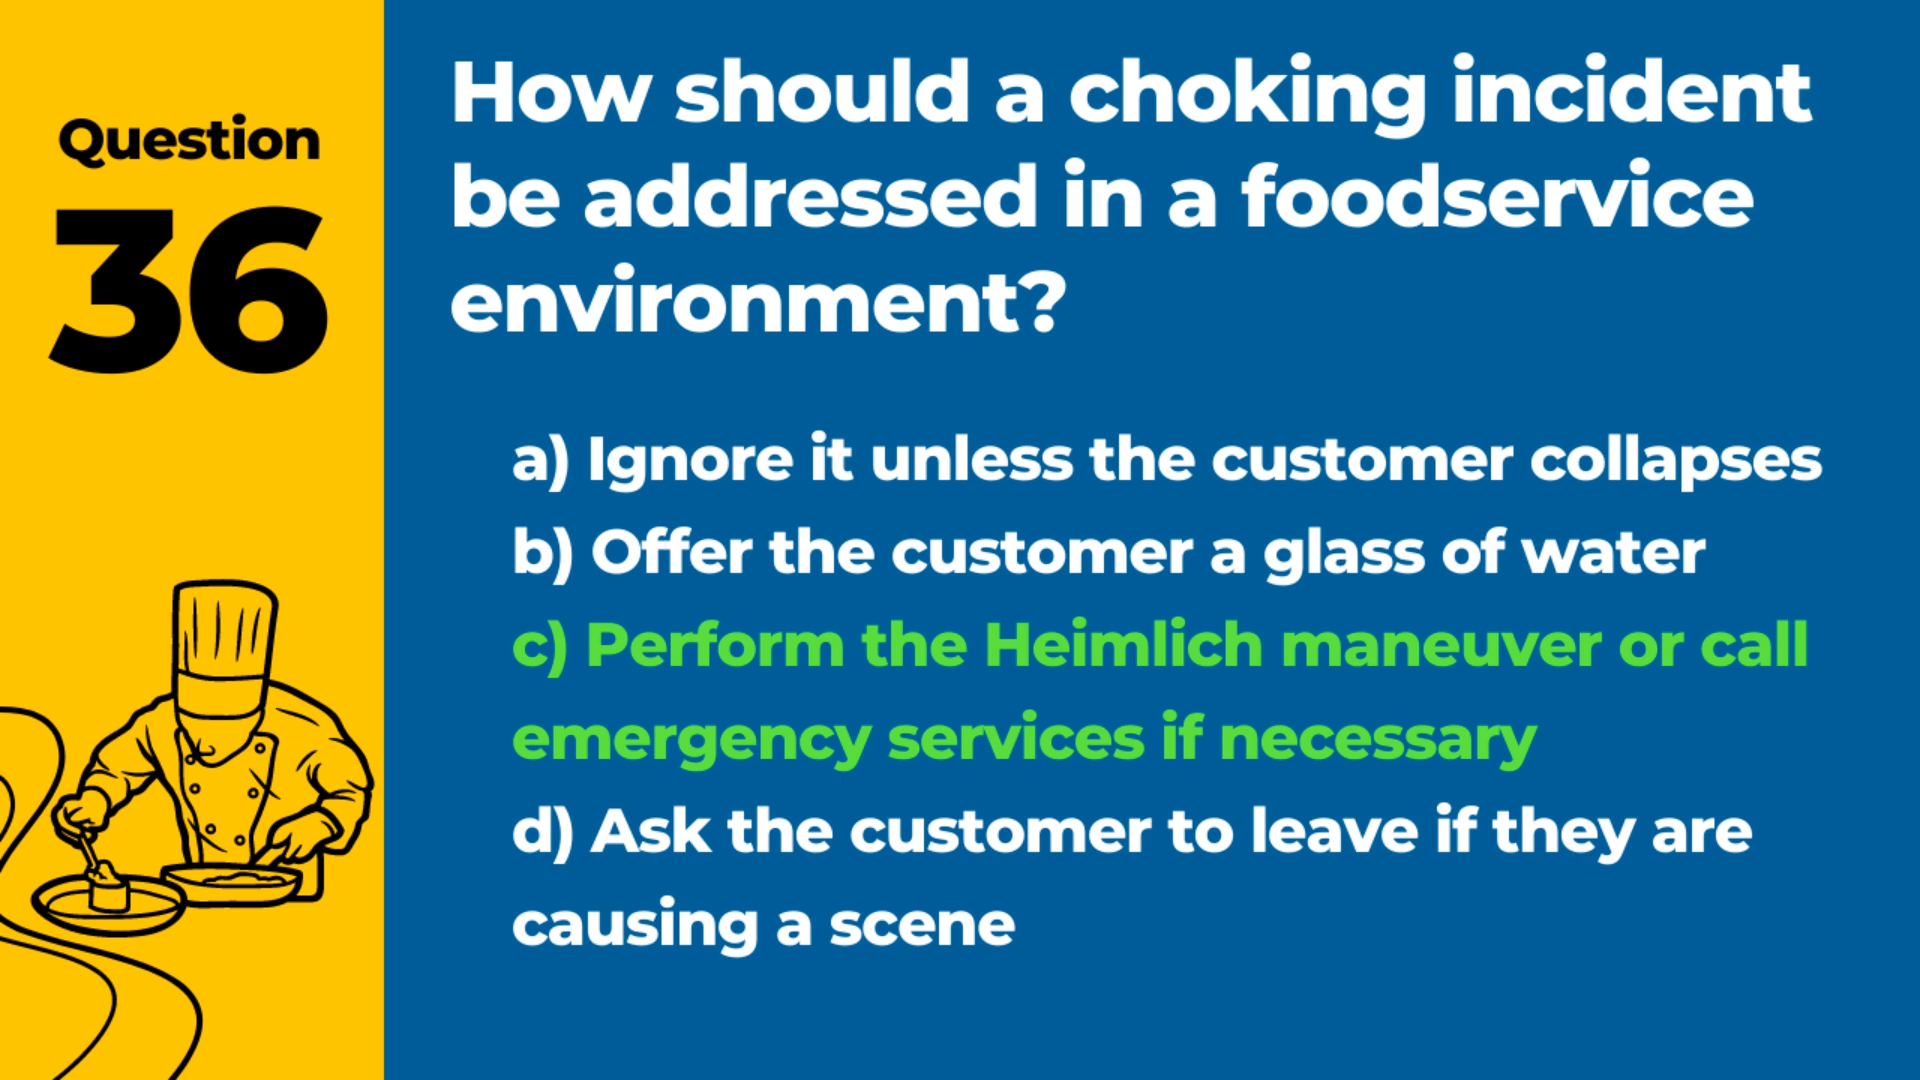 Question
36
How should a choking incident
be addressed in a foodservice
environment?
a) Ignore it unless the customer collapses
b) Offer the customer a glass of water
c) Perform the Heimlich maneuver or call
emergency services if necessary
d) Ask the customer to leave if they are
causing a scene